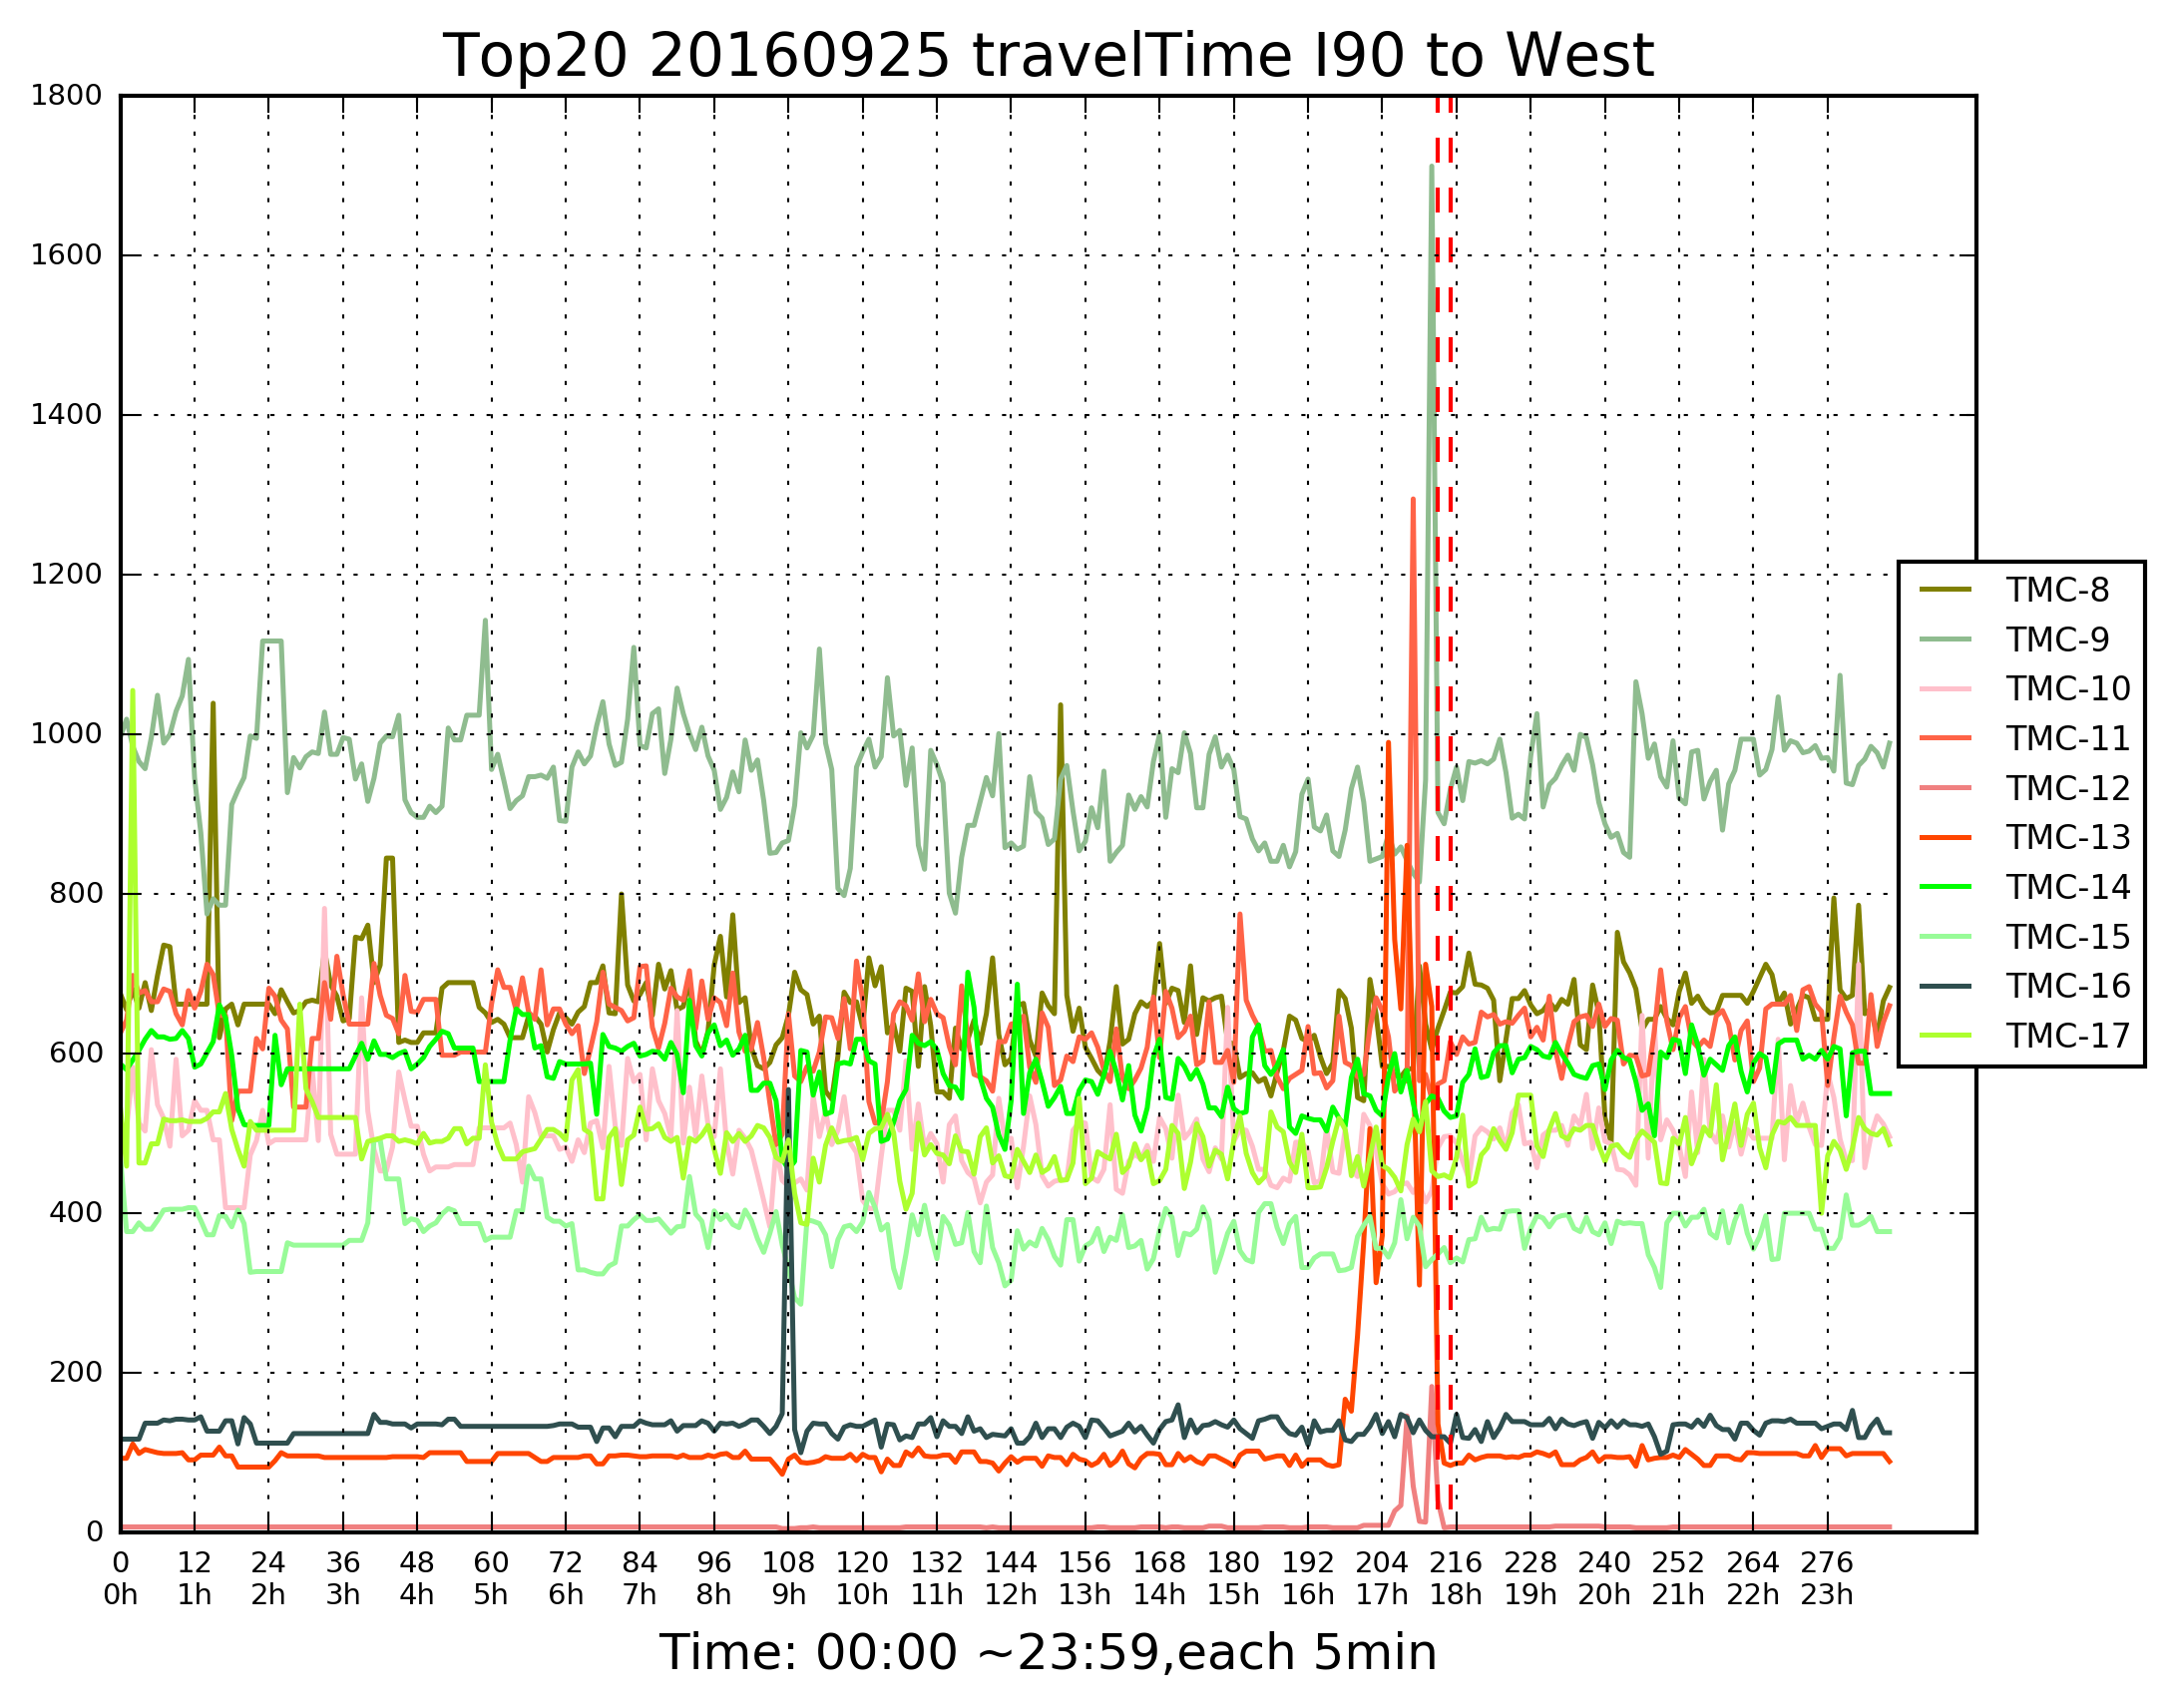 Top20 20160925 travelTime I90 to West
1800
1600
1400
1200
1000
800
600
400
200
0
TMC-8
TMC-9
TMC-10
TMC-11
TMC-12
TMC-13
TMC-14
TMC-15
TMC-16
TMC-17
0 12 24 36 48 60 72 84 96 108 120 132 144 156 168 180 192 204 216 228 240 252 264 276
0h 1h 2h 3h 4h 5h 6h 7h 8h 9h 10h 11h 12h 13h 14h 15h 16h 17h 18h 19h 20h 21h 22h 23h
Time: 00:00 ~23:59,each 5min